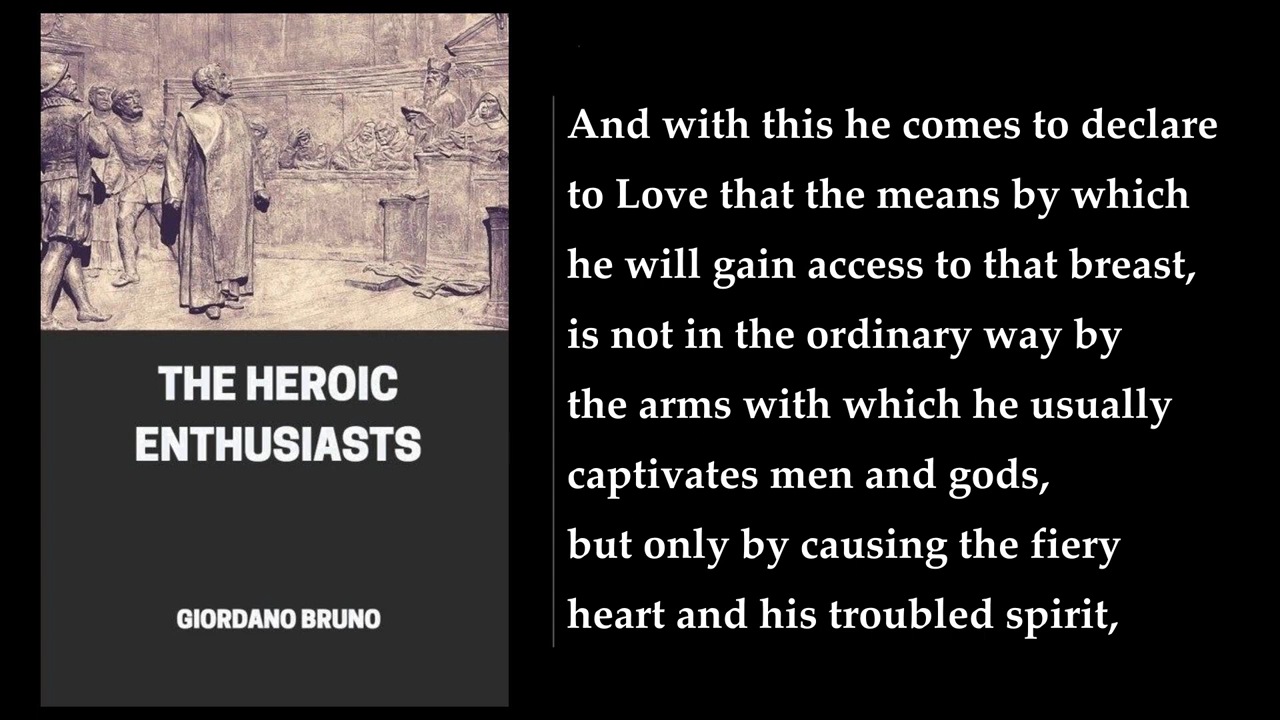 THE HEROIC
ENTHUSIASTS
GIORDANO BRUNO
And with this he comes to declare
to Love that the means by which
he will gain access to that breast,
is not in the ordinary way by
the arms with which he usually
captivates men and gods,
but only by causing the fiery
heart and his troubled spirit,